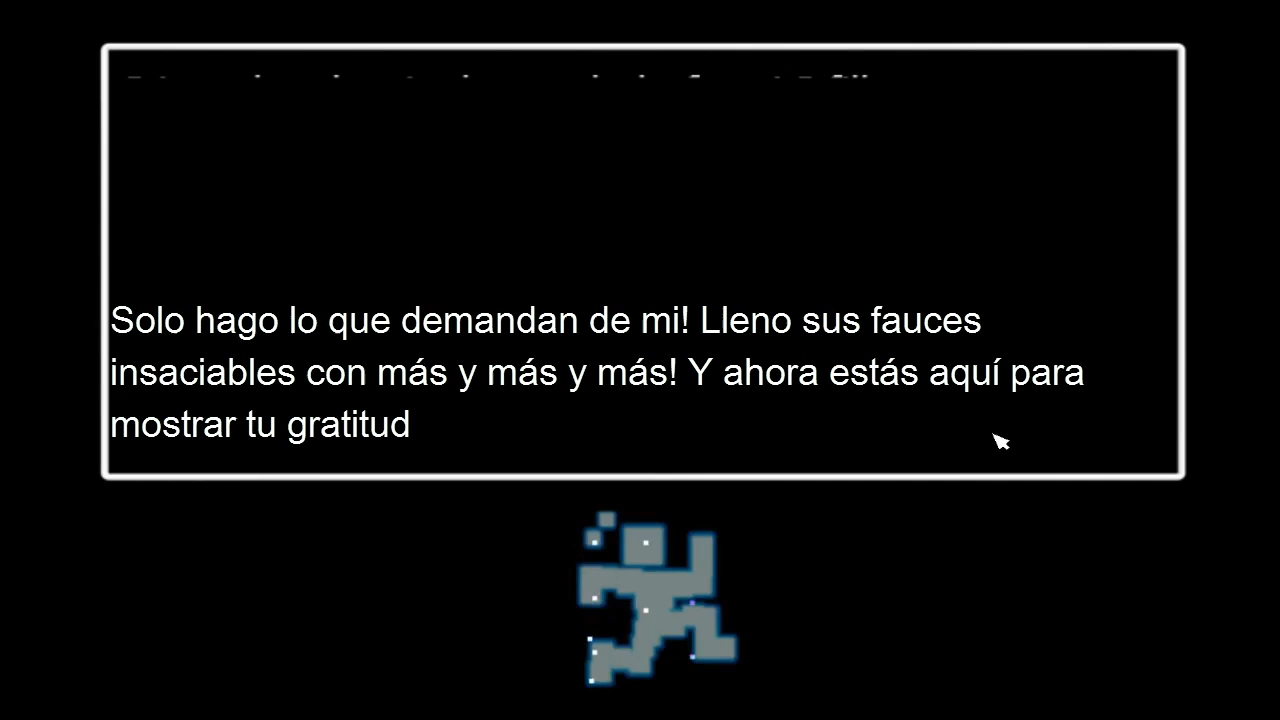 Solo hago lo que demandan de mi! Lleno sus fauces
insaciables con más y más y más! Y ahora estás aquí para
mostrar tu gratitud